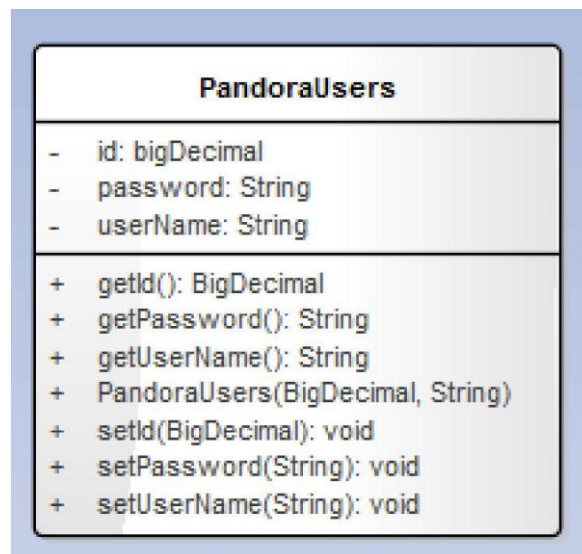 PandoraUsers
- id: bigDecimal
- password: String
- userName: String
+ getId(): BigDecimal
+ getPassword(): String
+ getUserName(): String
+ PandoraUsers(BigDecimal, String)
+ setId(BigDecimal): void
+ setPassword(String): void
+ setUserName(String): void